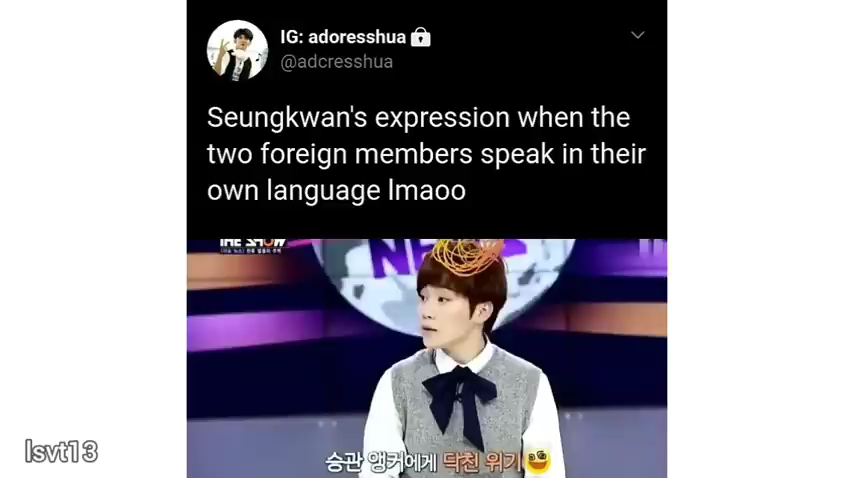 IG: adoresshua
@adcresshua
Seungkwan's expression when the
two foreign members speak in their
own language lmaoo
THE SHOW
NE
승관 앵커에게 닥친 위기
lsvt13